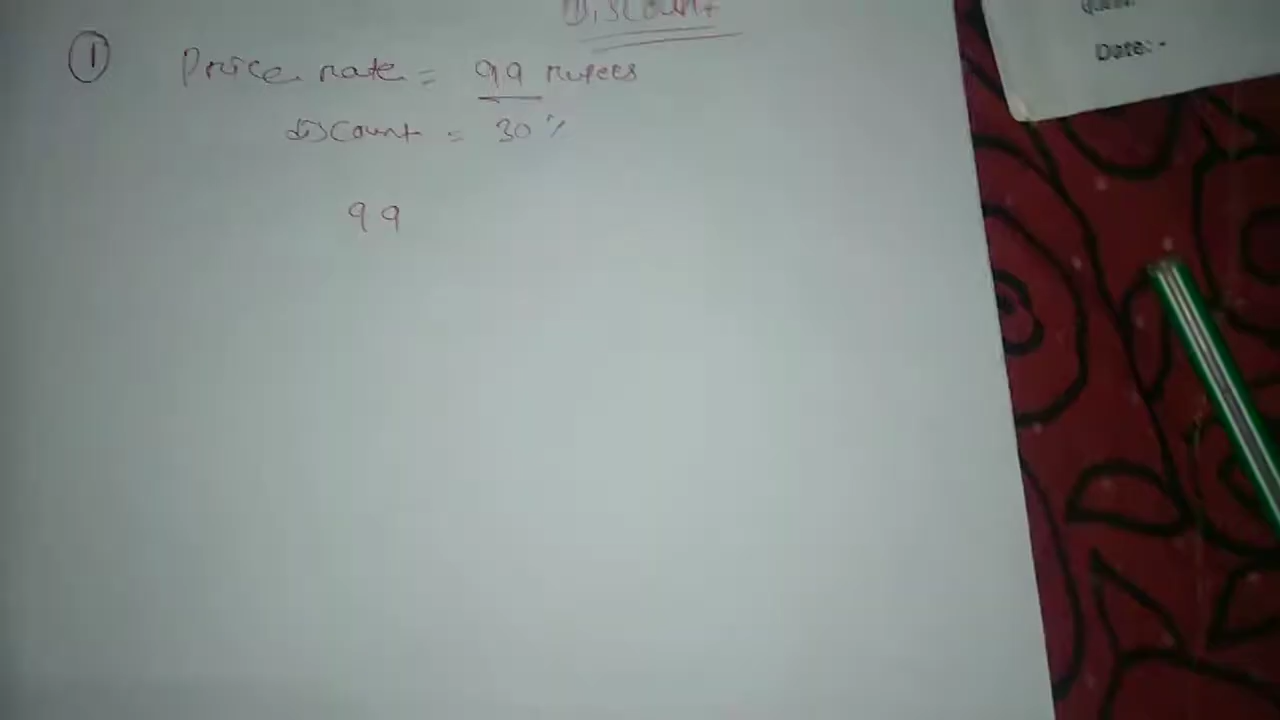 Discount
① Price rate = 99 rupees
discount = 30%
99
Date:-